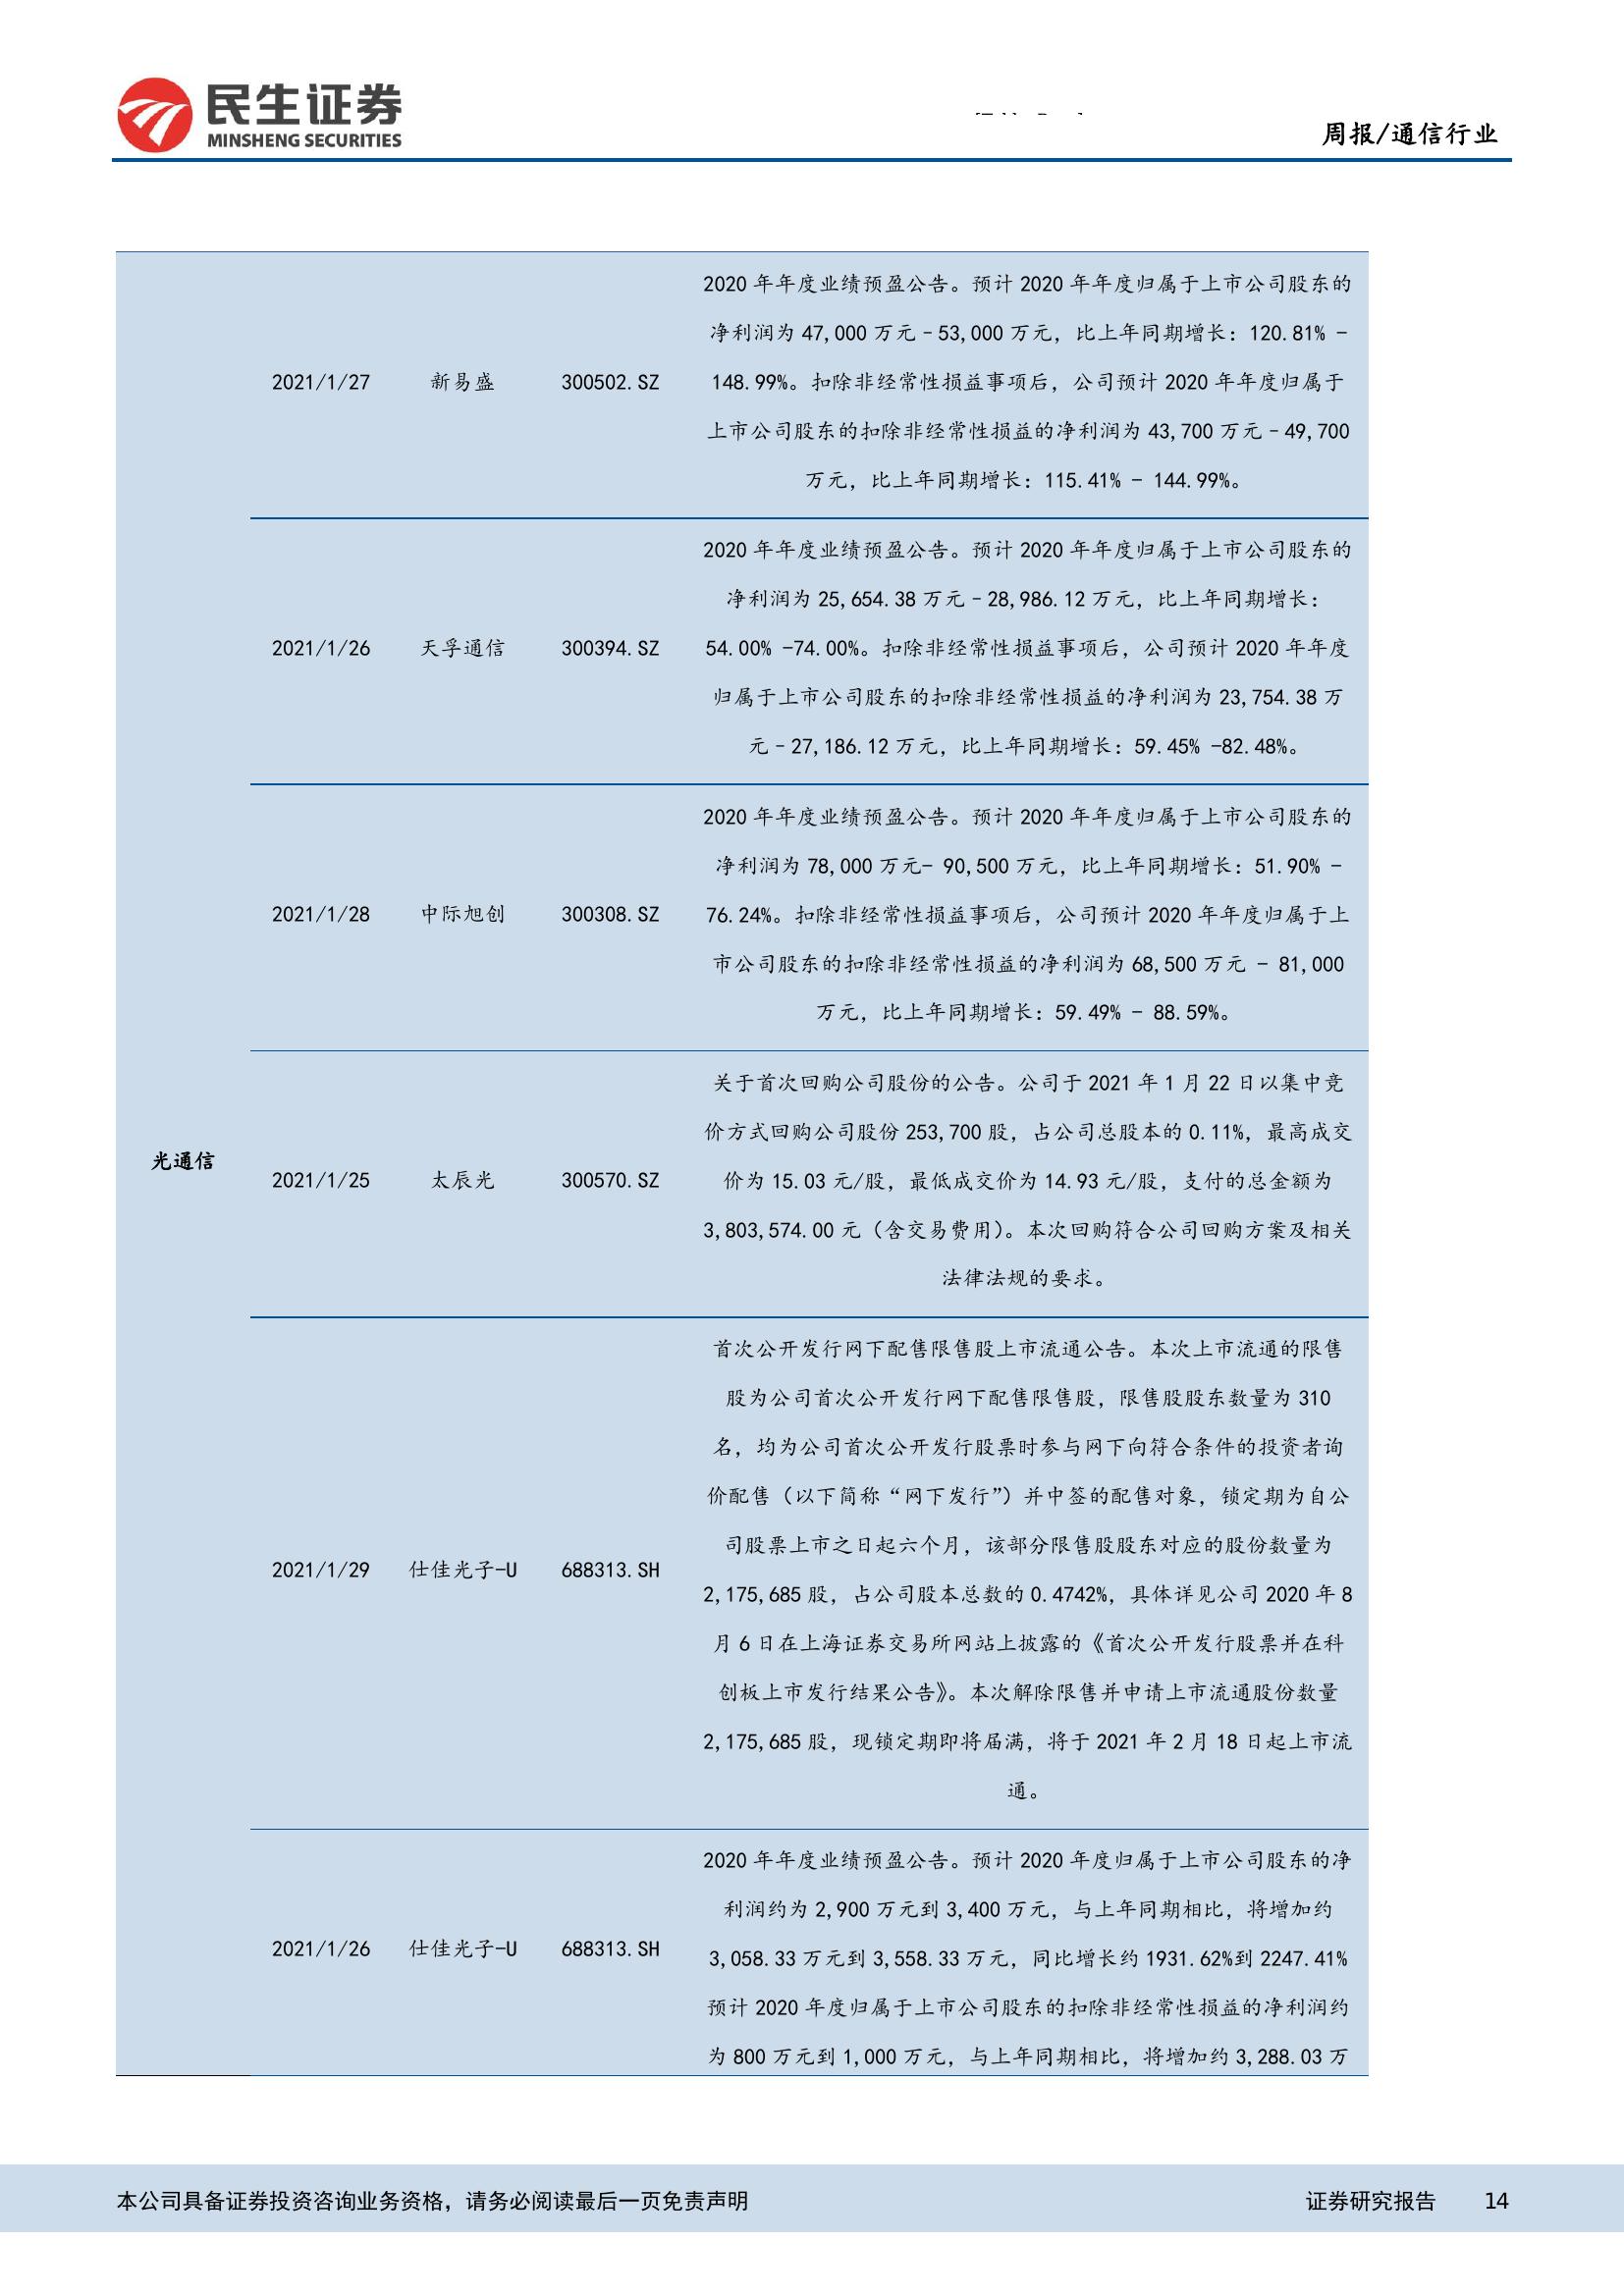 民生证券
MINSHENG SECURITIES
周报/通信行业
2020 年年度业绩预盈公告。预计 2020 年年度归属于上市公司股东的
净利润为 47,000 万元–53,000 万元，比上年同期增长：120.81% -
2021/1/27 新易盛 300502.SZ 148.99%。扣除非经常性损益事项后，公司预计 2020 年年度归属于
上市公司股东的扣除非经常性损益的净利润为 43,700 万元–49,700
万元，比上年同期增长：115.41% - 144.99%。
2020 年年度业绩预盈公告。预计 2020 年年度归属于上市公司股东的
净利润为 25,654.38 万元–28,986.12 万元，比上年同期增长：
2021/1/26 天孚通信 300394.SZ 54.00% -74.00%。扣除非经常性损益事项后，公司预计 2020 年年度
归属于上市公司股东的扣除非经常性损益的净利润为 23,754.38 万
元–27,186.12 万元，比上年同期增长：59.45% -82.48%。
2020 年年度业绩预盈公告。预计 2020 年年度归属于上市公司股东的
净利润为 78,000 万元- 90,500 万元，比上年同期增长：51.90% -
2021/1/28 中际旭创 300308.SZ 76.24%。扣除非经常性损益事项后，公司预计 2020 年年度归属于上
市公司股东的扣除非经常性损益的净利润为 68,500 万元 - 81,000
万元，比上年同期增长：59.49% - 88.59%。
关于首次回购公司股份的公告。公司于 2021 年 1 月 22 日以集中竞
价方式回购公司股份 253,700 股，占公司总股本的 0.11%，最高成交
光通信
2021/1/25 太辰光 300570.SZ 价为 15.03 元/股，最低成交价为 14.93 元/股，支付的总金额为
3,803,574.00 元（含交易费用）。本次回购符合公司回购方案及相关
法律法规的要求。
首次公开发行网下配售限售股上市流通公告。本次上市流通的限售
股为公司首次公开发行网下配售限售股，限售股股东数量为 310
名，均为公司首次公开发行股票时参与网下向符合条件的投资者询
价配售（以下简称“网下发行”）并中签的配售对象，锁定期为自公
司股票上市之日起六个月，该部分限售股股东对应的股份数量为
2021/1/29 仕佳光子-U 688313.SH
2,175,685 股，占公司股本总数的 0.4742%，具体详见公司 2020 年 8
月 6 日在上海证券交易所网站上披露的《首次公开发行股票并在科
创板上市发行结果公告》。本次解除限售并申请上市流通股份数量
2,175,685 股，现锁定期即将届满，将于 2021 年 2 月 18 日起上市流
通。
2020 年年度业绩预盈公告。预计 2020 年度归属于上市公司股东的净
利润约为 2,900 万元到 3,400 万元，与上年同期相比，将增加约
2021/1/26 仕佳光子-U 688313.SH 3,058.33 万元到 3,558.33 万元，同比增长约 1931.62%到 2247.41%
预计 2020 年度归属于上市公司股东的扣除非经常性损益的净利润约
为 800 万元到 1,000 万元，与上年同期相比，将增加约 3,288.03 万
本公司具备证券投资咨询业务资格，请务必阅读最后一页免责声明 证券研究报告 14